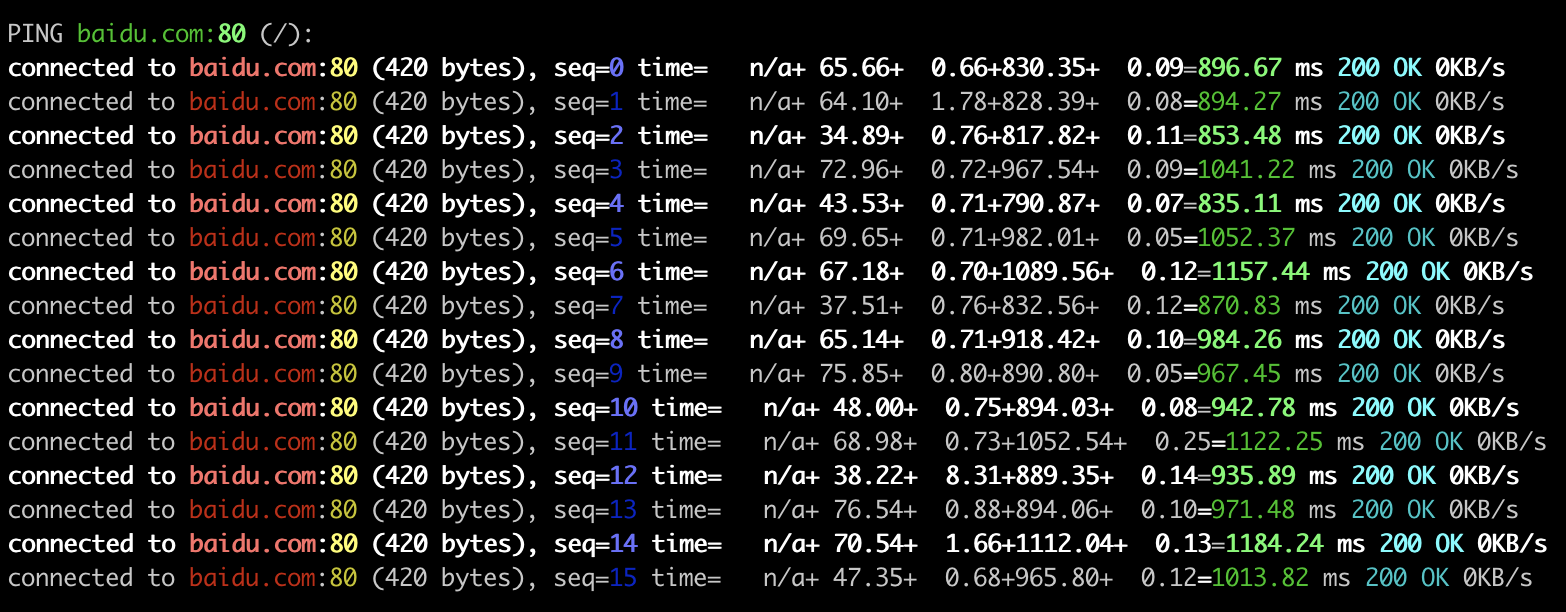 PING baidu.com:80 (/):
connected to baidu.com:80 (420 bytes), seq=0 time=   n/a+ 65.66+  0.66+830.35+  0.09=896.67 ms 200 OK 0KB/s
connected to baidu.com:80 (420 bytes), seq=1 time=   n/a+ 64.10+  1.78+828.39+  0.08=894.27 ms 200 OK 0KB/s
connected to baidu.com:80 (420 bytes), seq=2 time=   n/a+ 34.89+  0.76+817.82+  0.11=853.48 ms 200 OK 0KB/s
connected to baidu.com:80 (420 bytes), seq=3 time=   n/a+ 72.96+  0.72+967.54+  0.09=1041.22 ms 200 OK 0KB/s
connected to baidu.com:80 (420 bytes), seq=4 time=   n/a+ 43.53+  0.71+790.87+  0.07=835.11 ms 200 OK 0KB/s
connected to baidu.com:80 (420 bytes), seq=5 time=   n/a+ 69.65+  0.71+982.01+  0.05=1052.37 ms 200 OK 0KB/s
connected to baidu.com:80 (420 bytes), seq=6 time=   n/a+ 67.18+  0.70+1089.56+  0.12=1157.44 ms 200 OK 0KB/s
connected to baidu.com:80 (420 bytes), seq=7 time=   n/a+ 37.51+  0.76+832.56+  0.12=870.83 ms 200 OK 0KB/s
connected to baidu.com:80 (420 bytes), seq=8 time=   n/a+ 65.14+  0.71+918.42+  0.10=984.26 ms 200 OK 0KB/s
connected to baidu.com:80 (420 bytes), seq=9 time=   n/a+ 75.85+  0.80+890.80+  0.05=967.45 ms 200 OK 0KB/s
connected to baidu.com:80 (420 bytes), seq=10 time=   n/a+ 48.00+  0.75+894.03+  0.08=942.78 ms 200 OK 0KB/s
connected to baidu.com:80 (420 bytes), seq=11 time=   n/a+ 68.98+  0.73+1052.54+  0.25=1122.25 ms 200 OK 0KB/s
connected to baidu.com:80 (420 bytes), seq=12 time=   n/a+ 38.22+  8.31+889.35+  0.14=935.89 ms 200 OK 0KB/s
connected to baidu.com:80 (420 bytes), seq=13 time=   n/a+ 76.54+  0.88+894.06+  0.10=971.48 ms 200 OK 0KB/s
connected to baidu.com:80 (420 bytes), seq=14 time=   n/a+ 70.54+  1.66+1112.04+  0.13=1184.24 ms 200 OK 0KB/s
connected to baidu.com:80 (420 bytes), seq=15 time=   n/a+ 47.35+  0.68+965.80+  0.12=1013.82 ms 200 OK 0KB/s